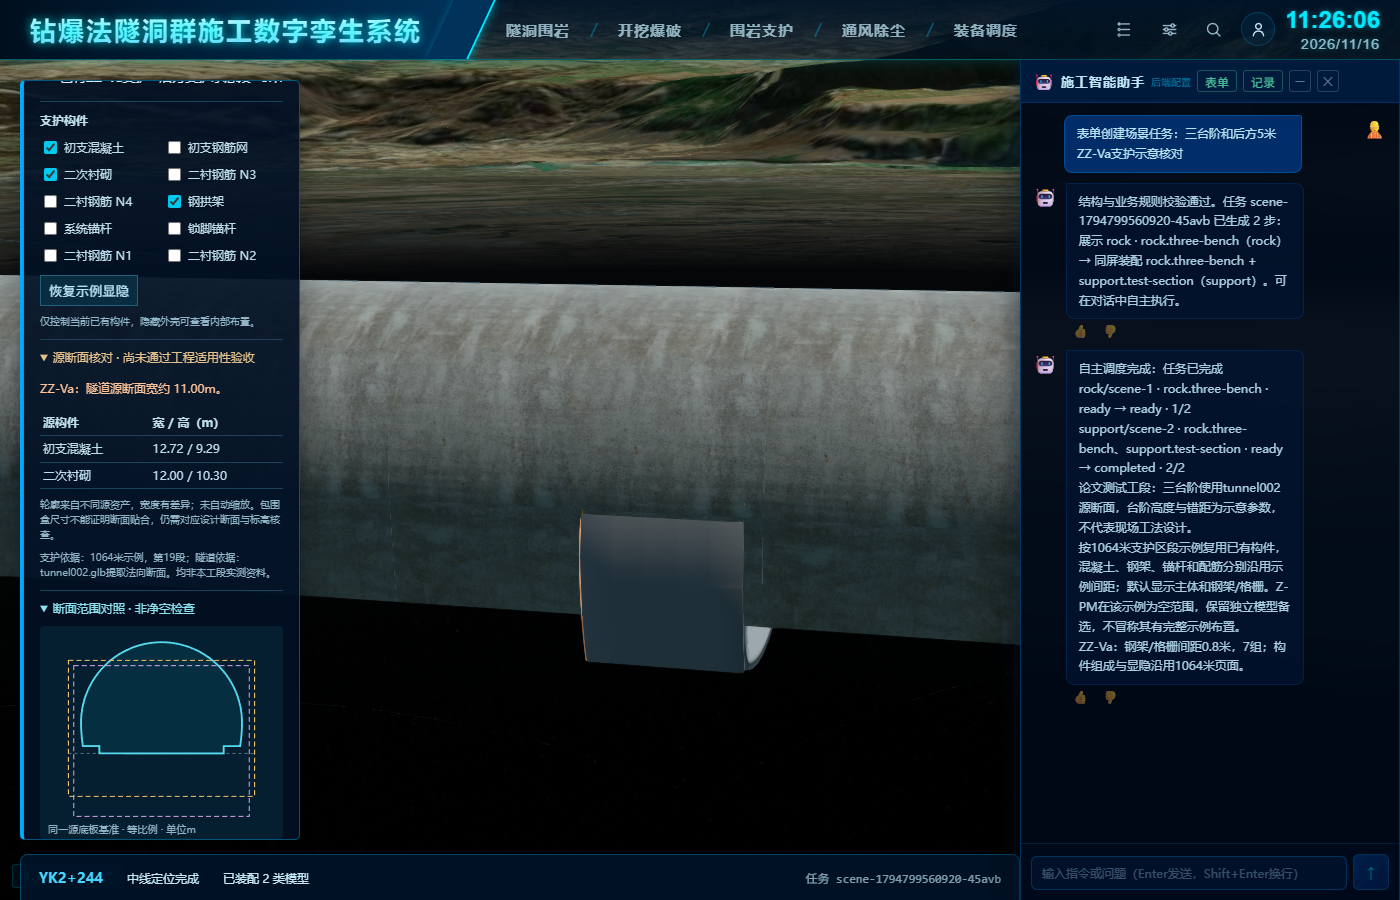 钻爆法隧洞群施工数字孪生系统
隧洞围岩 / 开挖爆破 / 围岩支护 / 通风除尘 / 装备调度
11:26:06
2026/11/16
支护构件
初支混凝土 初支钢筋网
二次衬砌 二衬钢筋 N3
二衬钢筋 N4 钢拱架
系统锚杆 锁脚锚杆
二衬钢筋 N1 二衬钢筋 N2
恢复示例显隐
仅控制当前已有构件，隐藏外壳可查看内部布置。
▼ 源断面核对 · 尚未通过工程适用性验收
ZZ-Va：隧道源断面宽约 11.00m。
源构件 宽 / 高（m）
初支混凝土 12.72 / 9.29
二次衬砌 12.00 / 10.30
轮廓来自不同源资产，宽度有差异；未自动缩放。包围
盒尺寸不能证明断面贴合，仍需对应设计断面与标高核
查。
支护依据：1064米示例，第19段；隧道依据：
tunnel002.glb提取法向断面。均非本工段实测资料。
▼ 断面范围对照 · 非净空检查
同一源底板基准 · 等比例 · 单位m
YK2+244 中线定位完成 已装配 2 类模型
任务 scene-1794799560920-45avb
施工智能助手 后端配置 表单 记录
表单创建场景任务：三台阶和后方5米
ZZ-Va支护示意核对
结构与业务规则校验通过。任务 scene-
1794799560920-45avb 已生成 2 步：
展示 rock · rock.three-bench（rock）
→ 同屏装配 rock.three-bench +
support.test-section（support）。可
在对话中自主执行。
自主调度完成：任务已完成
rock/scene-1 · rock.three-bench ·
ready → ready · 1/2
support/scene-2 · rock.three-
bench、support.test-section · ready
→ completed · 2/2
论文测试工段：三台阶使用tunnel002
源断面，台阶高度与错距为示意参数，
不代表现场工法设计。
按1064米支护区段示例复用已有构件，
混凝土、钢架、锚杆和配筋分别沿用示
例间距；默认显示主体和钢架/格栅。Z-
PM在该示例为空范围，保留独立模型备
选，不冒称其有完整示例布置。
ZZ-Va：钢架/格栅间距0.8米，7组；构
件组成与显隐沿用1064米页面。
输入指令或问题（Enter发送，Shift+Enter换行）